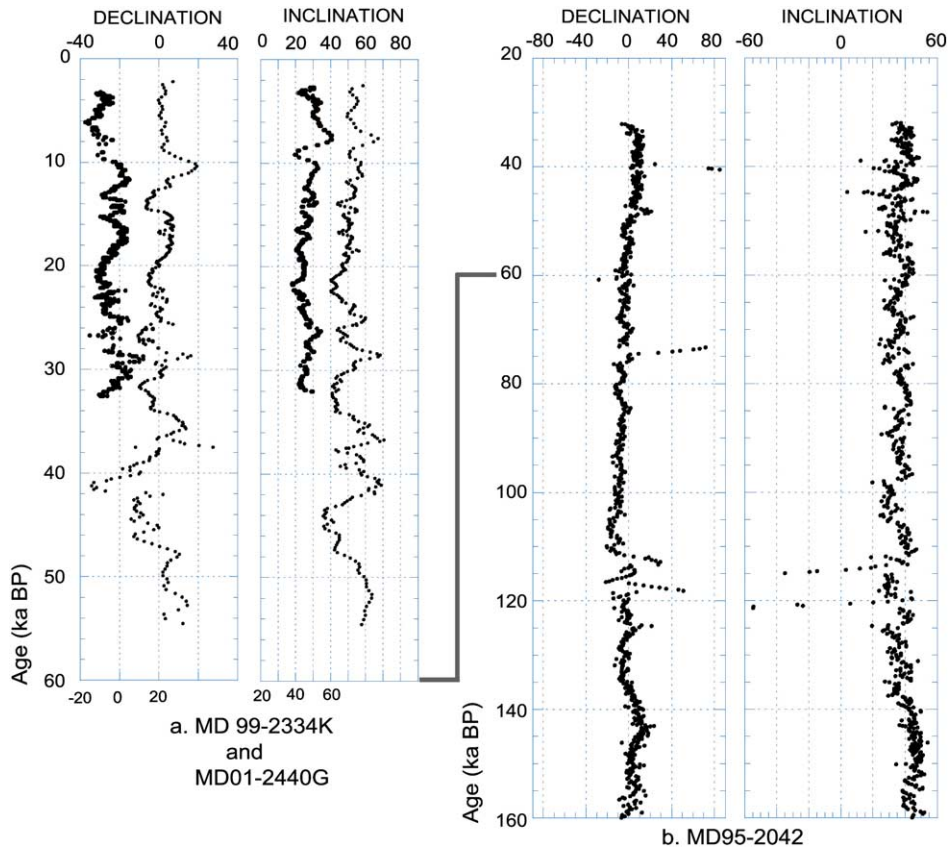 DECLINATION
-40 0 40
INCLINATION
0 20 40 60 80
0
10
20
30
40
50
60
Age (ka BP)
20 0 20
20 40 60
a. MD 99-2334K
and
MD01-2440G
DECLINATION
-80 -40 0 40 80
INCLINATION
-60 0 60
20
40
60
80
100
120
140
160
Age (ka BP)
b. MD95-2042